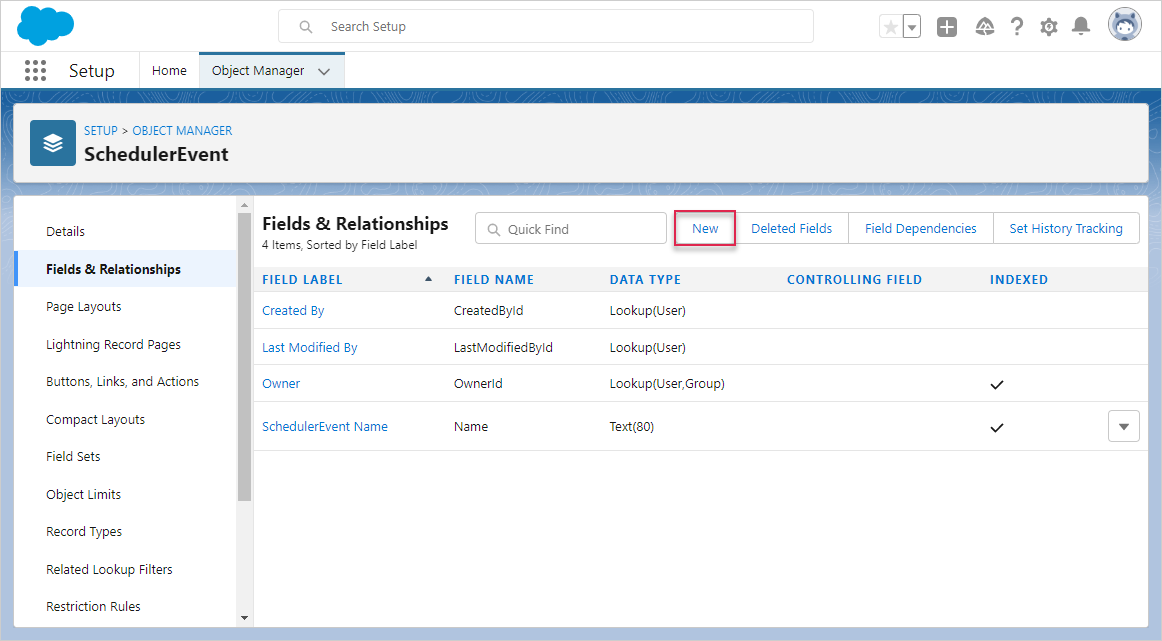 Search Setup
Setup
Home
Object Manager
SETUP > OBJECT MANAGER
SchedulerEvent
Details
Fields & Relationships
Page Layouts
Lightning Record Pages
Buttons, Links, and Actions
Compact Layouts
Field Sets
Object Limits
Record Types
Related Lookup Filters
Restriction Rules
Fields & Relationships
4 Items, Sorted by Field Label
Quick Find
New
Deleted Fields
Field Dependencies
Set History Tracking
FIELD LABEL FIELD NAME DATA TYPE CONTROLLING FIELD INDEXED
Created By CreatedById Lookup(User)
Last Modified By LastModifiedById Lookup(User)
Owner OwnerId Lookup(User,Group)
SchedulerEvent Name Name Text(80)